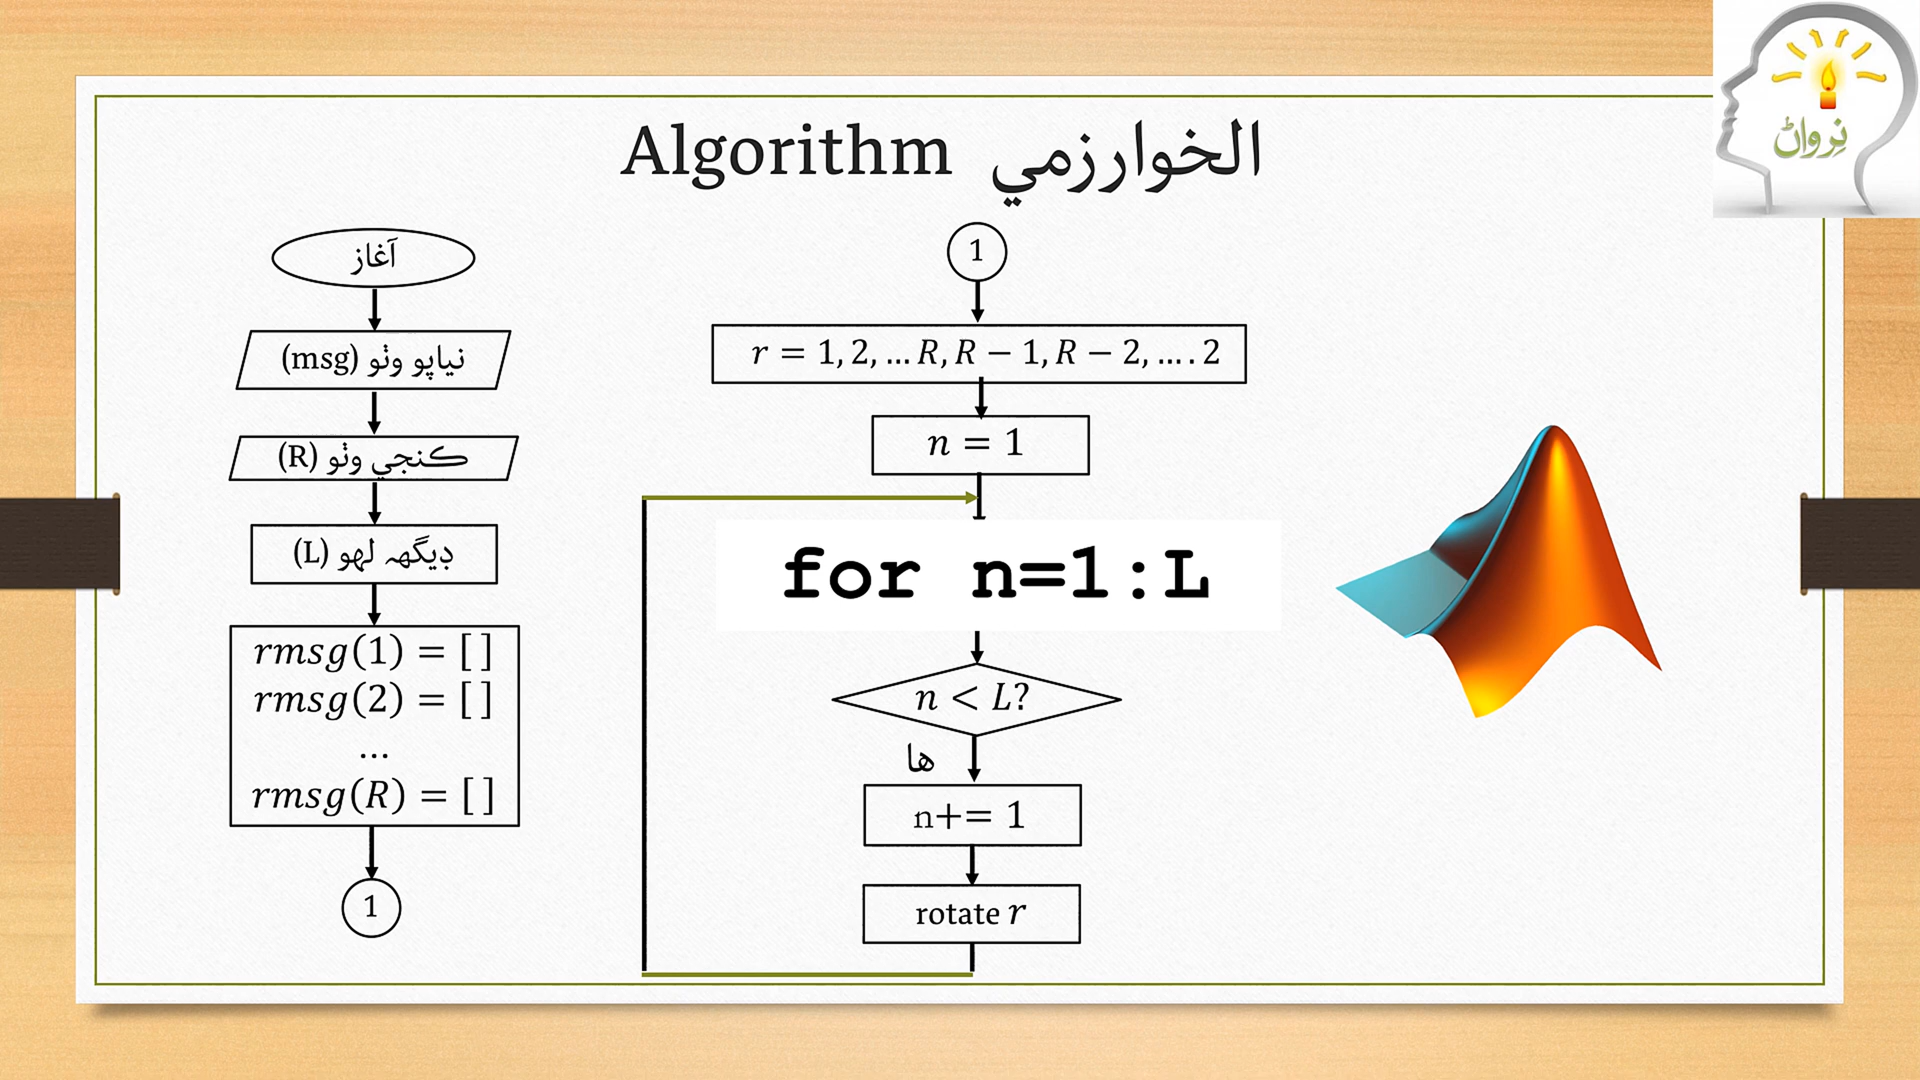 Algorithm الخوارزمي
آغاز
نياپو وٺو (msg)
ڪنجي وٺو (R)
ڊيگهہ لهو (L)
rmsg(1) = [ ]
rmsg(2) = [ ]
...
rmsg(R) = [ ]
1
1
r = 1, 2, ... R, R − 1, R − 2, .... 2
n = 1
for n=1:L
n < L?
ها
n+= 1
rotate r
نِرواڻ